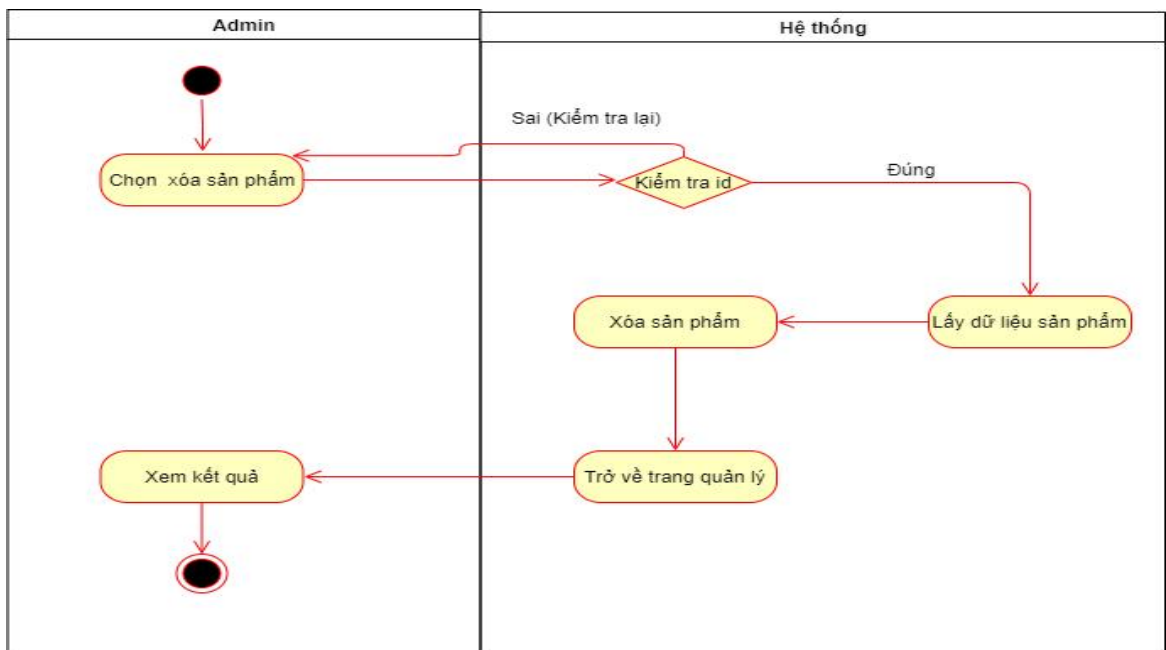 Admin
Hệ thống
Sai (Kiểm tra lại)
Chọn xóa sản phẩm
Kiểm tra id
Đúng
Xóa sản phẩm
Lấy dữ liệu sản phẩm
Xem kết quả
Trở về trang quản lý